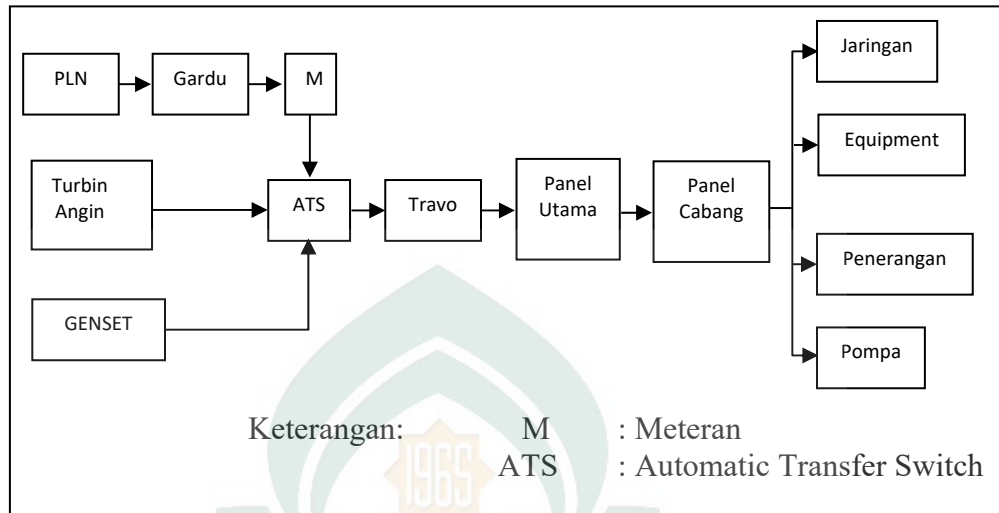 PLN
Gardu
M
Jaringan
Equipment
Turbin
Angin
ATS
Travo
Panel
Utama
Panel
Cabang
Penerangan
GENSET
Pompa
Keterangan: M : Meteran
ATS : Automatic Transfer Switch
1965